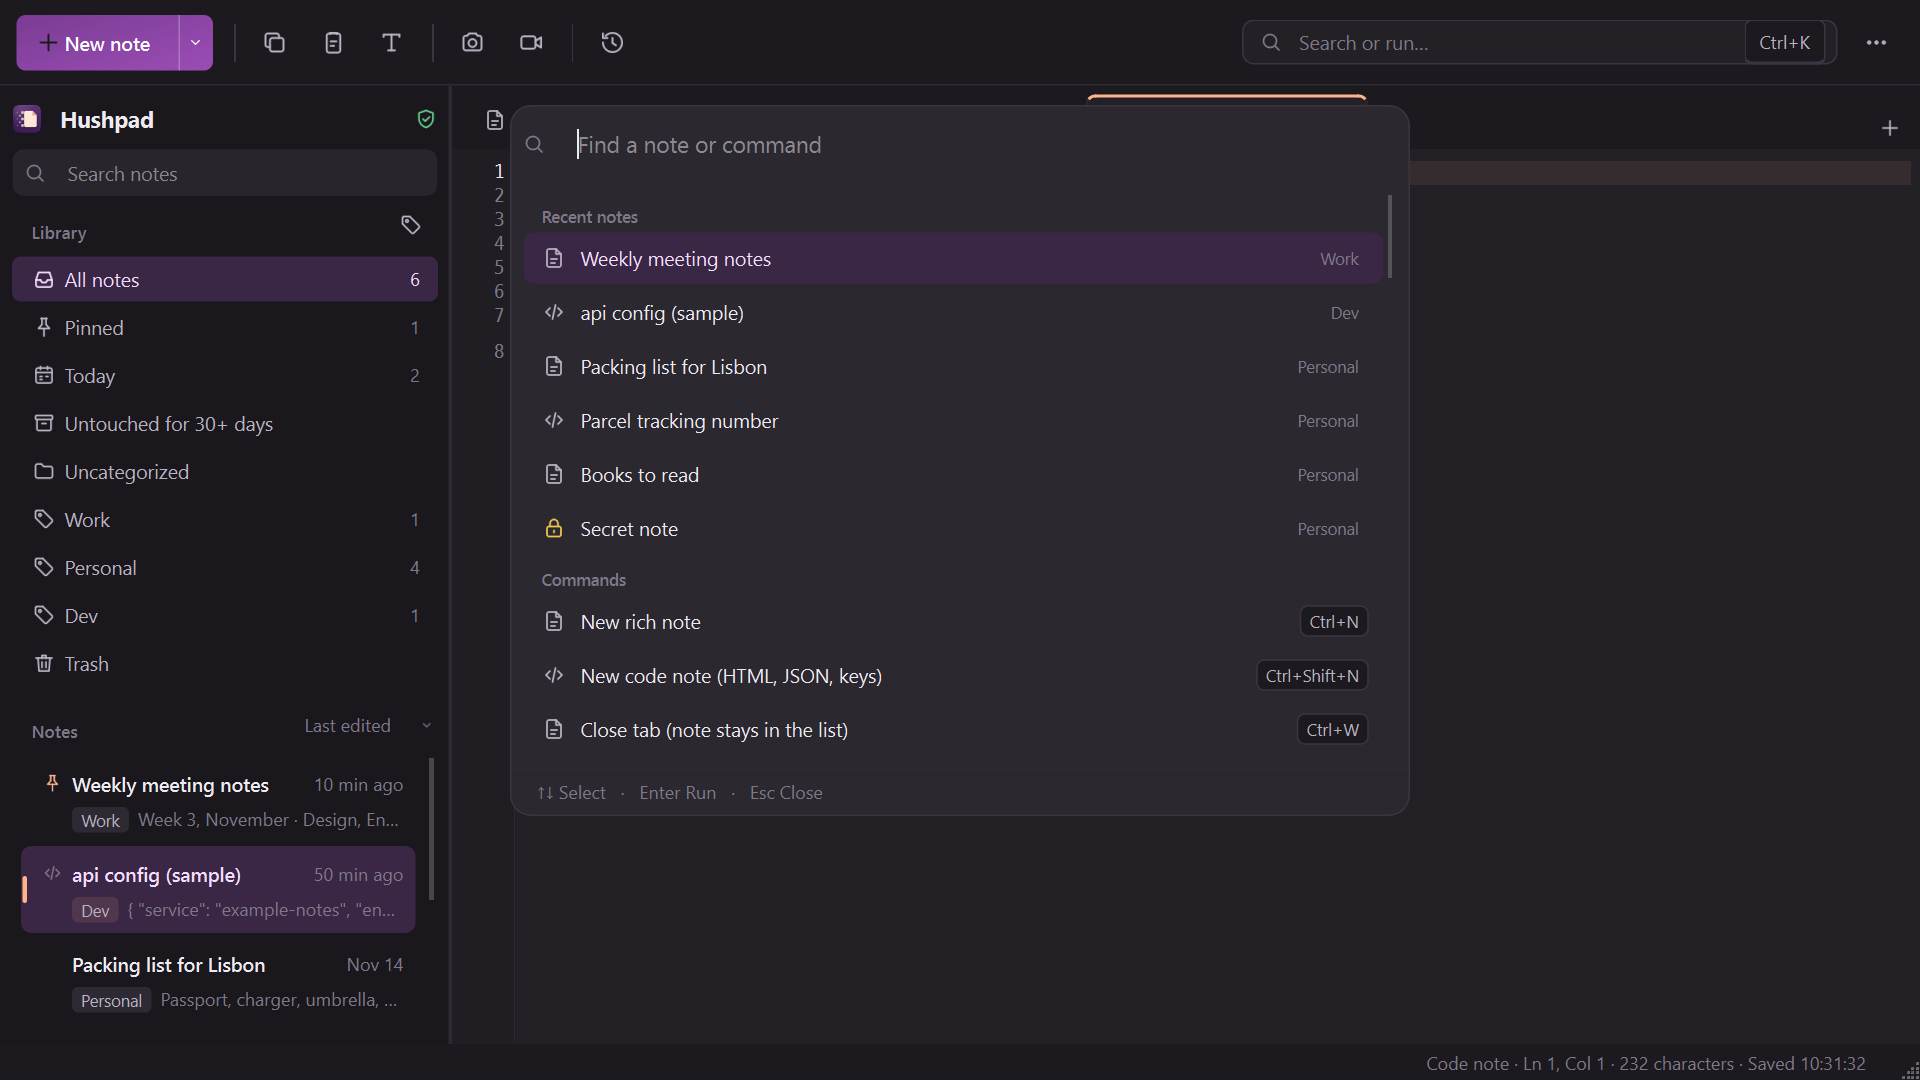 New note
Search or run...
Ctrl+K
Hushpad
Search notes
Library
All notes 6
Pinned 1
Today 2
Untouched for 30+ days
Uncategorized
Work 1
Personal 4
Dev 1
Trash
Notes Last edited
Weekly meeting notes 10 min ago
Work Week 3, November · Design, En...
api config (sample) 50 min ago
Dev { "service": "example-notes", "en...
Packing list for Lisbon Nov 14
Personal Passport, charger, umbrella, ...
1
2
3
4
5
6
7
8
Find a note or command
Recent notes
Weekly meeting notes Work
api config (sample) Dev
Packing list for Lisbon Personal
Parcel tracking number Personal
Books to read Personal
Secret note Personal
Commands
New rich note Ctrl+N
New code note (HTML, JSON, keys) Ctrl+Shift+N
Close tab (note stays in the list) Ctrl+W
↑↓ Select · Enter Run · Esc Close
Code note · Ln 1, Col 1 · 232 characters · Saved 10:31:32